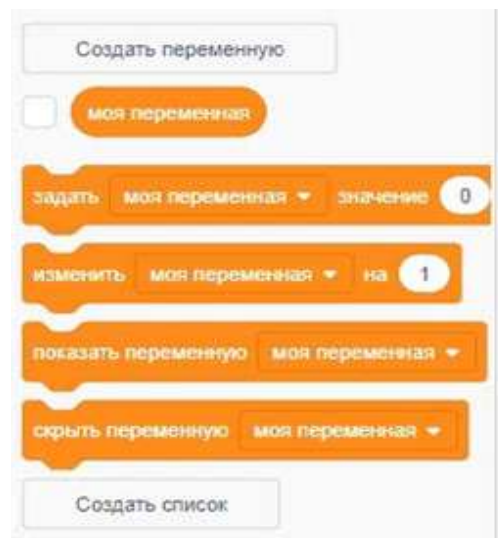 Создать переменную
моя переменная
задать моя переменная значение 0
изменить моя переменная на 1
показать переменную моя переменная
скрыть переменную моя переменная
Создать список